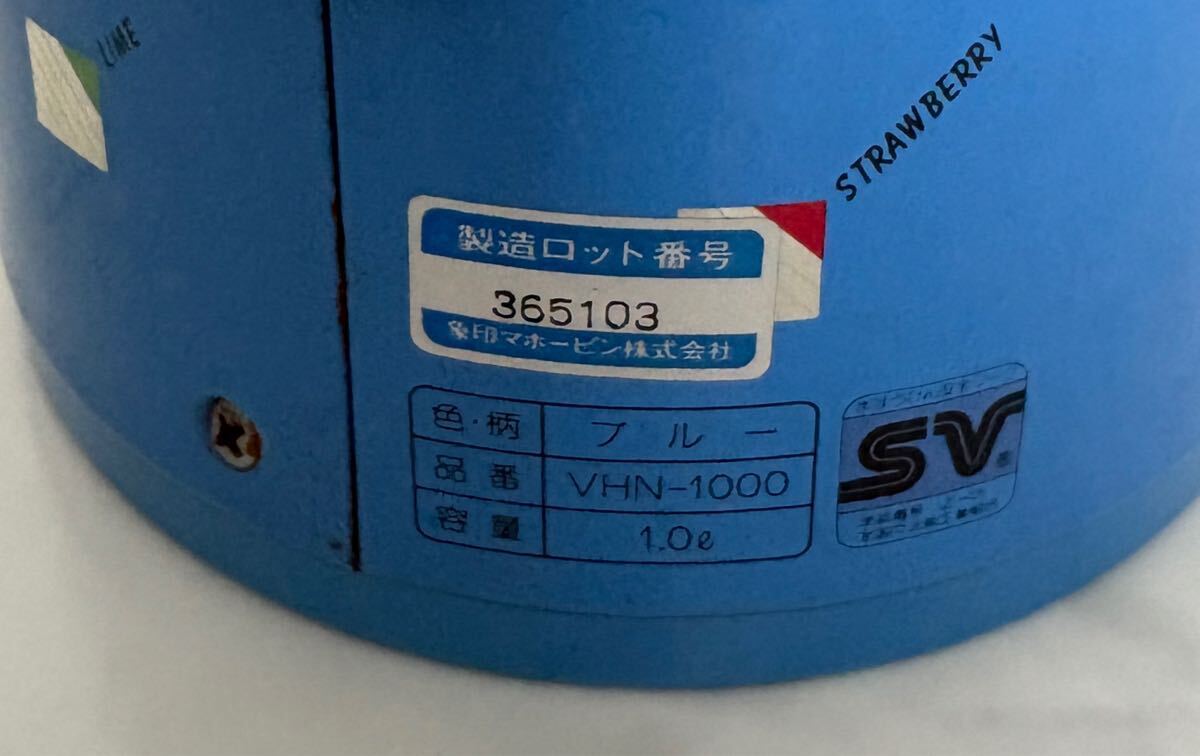 LIME
STRAWBERRY
製造ロット番号
365103
象印マホービン株式会社
色・柄 ブルー
品番 VHN-1000
容量 1.0ℓ
SV